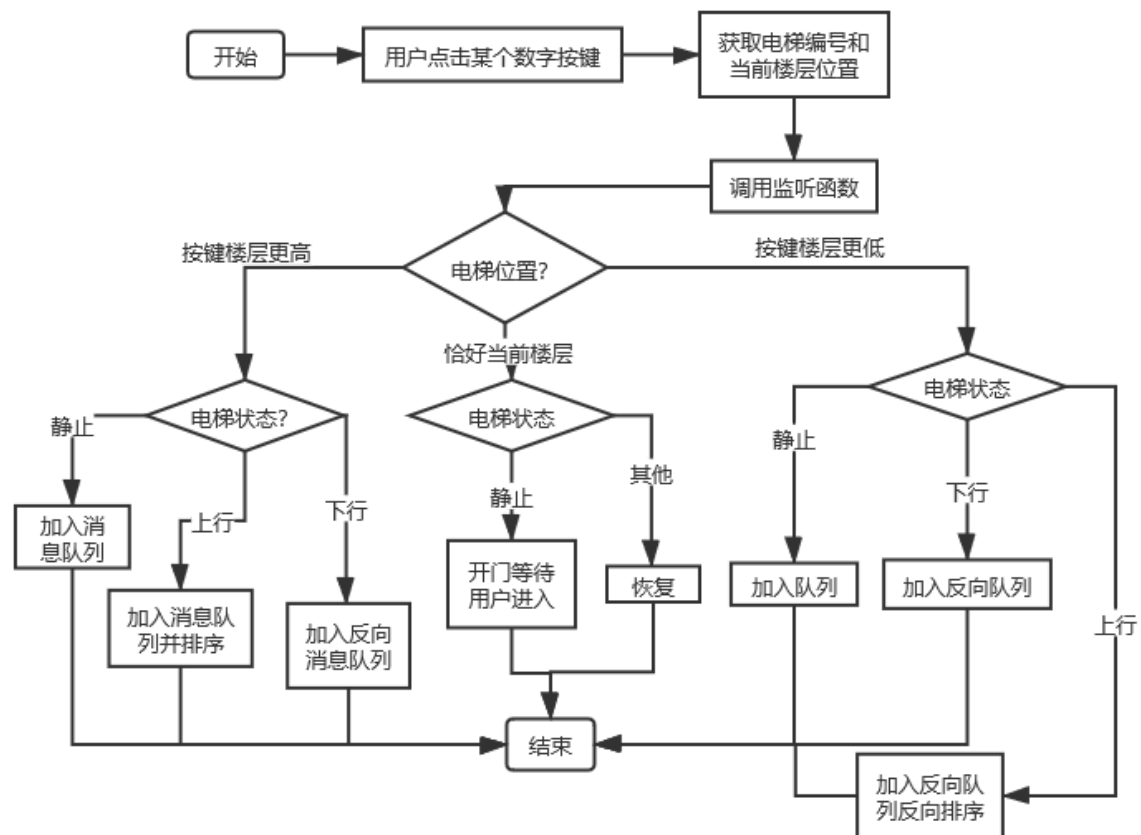 开始
用户点击某个数字按键
获取电梯编号和
当前楼层位置
调用监听函数
按键楼层更高
电梯位置?
按键楼层更低
恰好当前楼层
电梯状态?
电梯状态
电梯状态
静止
上行
下行
静止
其他
静止
下行
上行
加入消
息队列
加入消息队
列并排序
加入反向
消息队列
开门等待
用户进入
恢复
加入队列
加入反向队列
结束
加入反向队
列反向排序